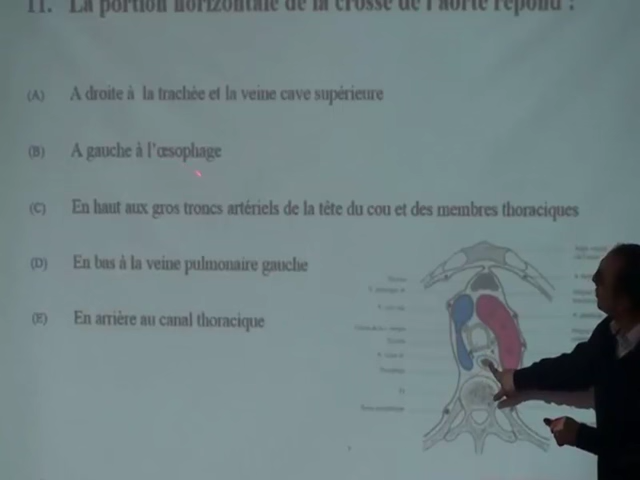 11. La portion horizontale de la crosse de l'aorte répond :
(A) A droite à la trachée et la veine cave supérieure
(B) A gauche à l'œsophage
(C) En haut aux gros troncs artériels de la tête du cou et des membres thoraciques
(D) En bas à la veine pulmonaire gauche
(E) En arrière au canal thoracique